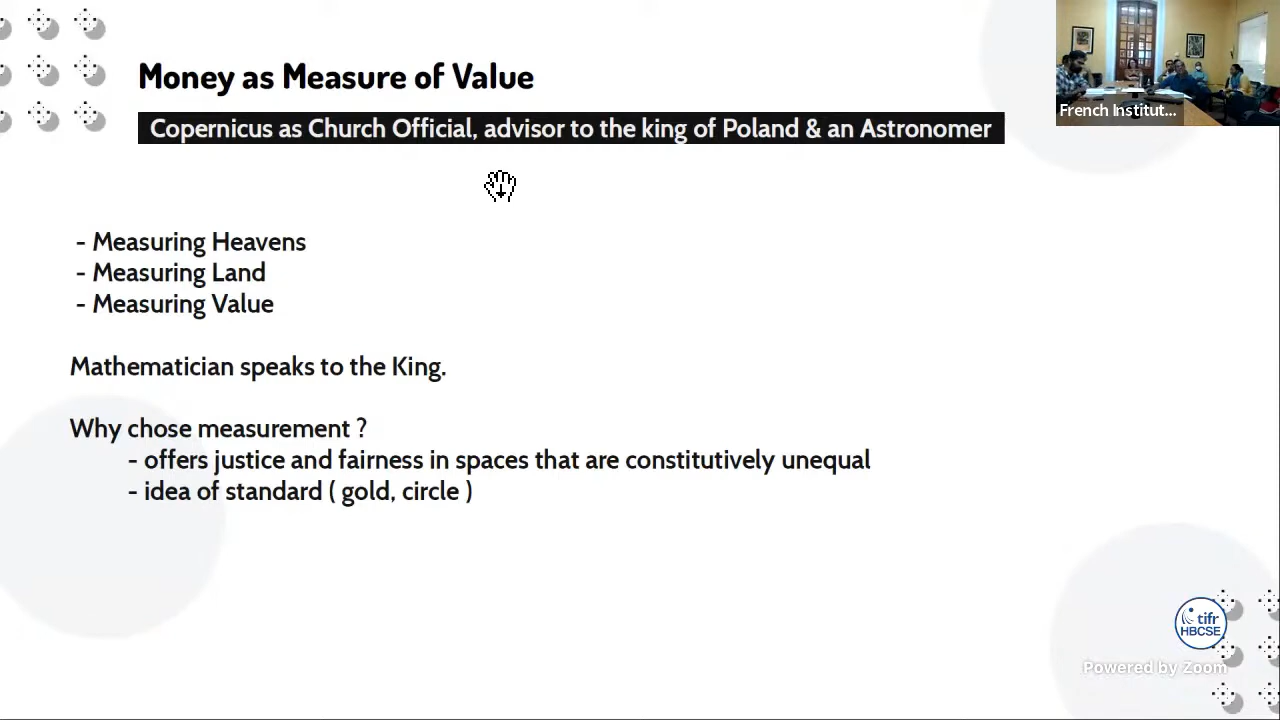 Money as Measure of Value
Copernicus as Church Official, advisor to the king of Poland & an Astronomer
French Institut...
- Measuring Heavens
- Measuring Land
- Measuring Value
Mathematician speaks to the King.
Why chose measurement ?
- offers justice and fairness in spaces that are constitutively unequal
- idea of standard ( gold, circle )
tifr
HBCSE
Powered by Zoom